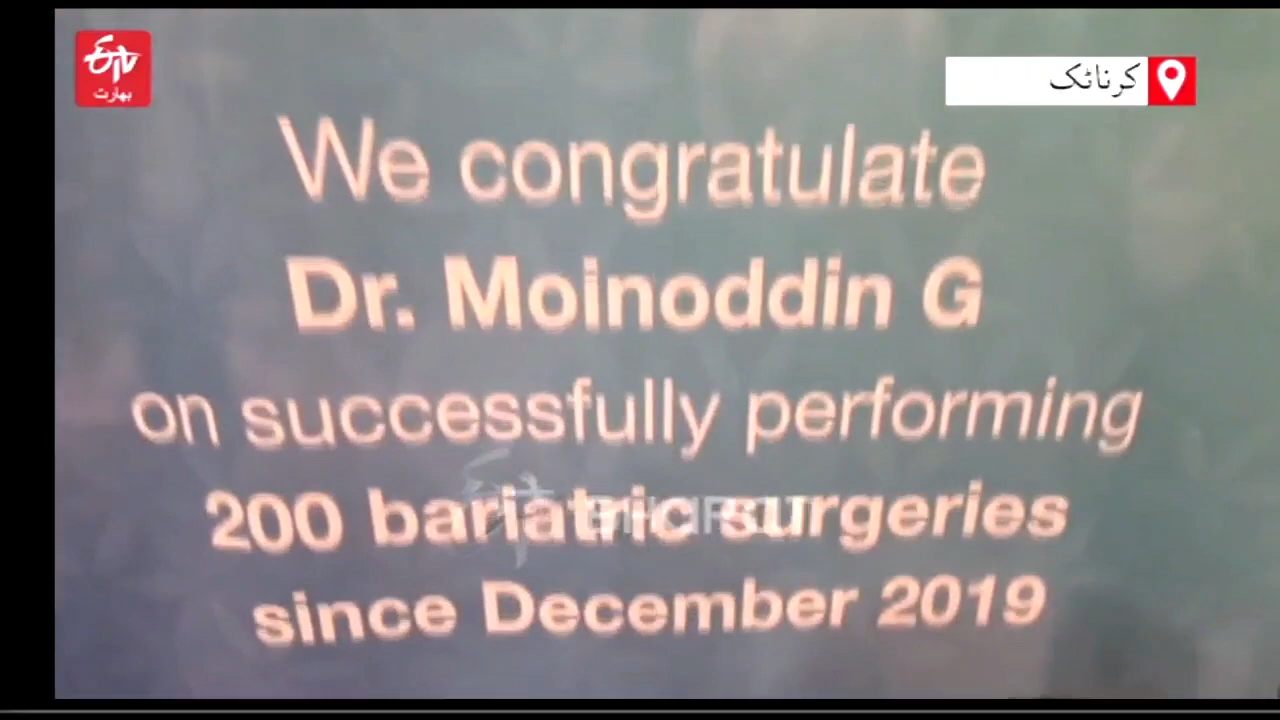 ETV
بھارت
کرناٹک
We congratulate
Dr. Moinoddin G
on successfully performing
200 bariatric surgeries
since December 2019